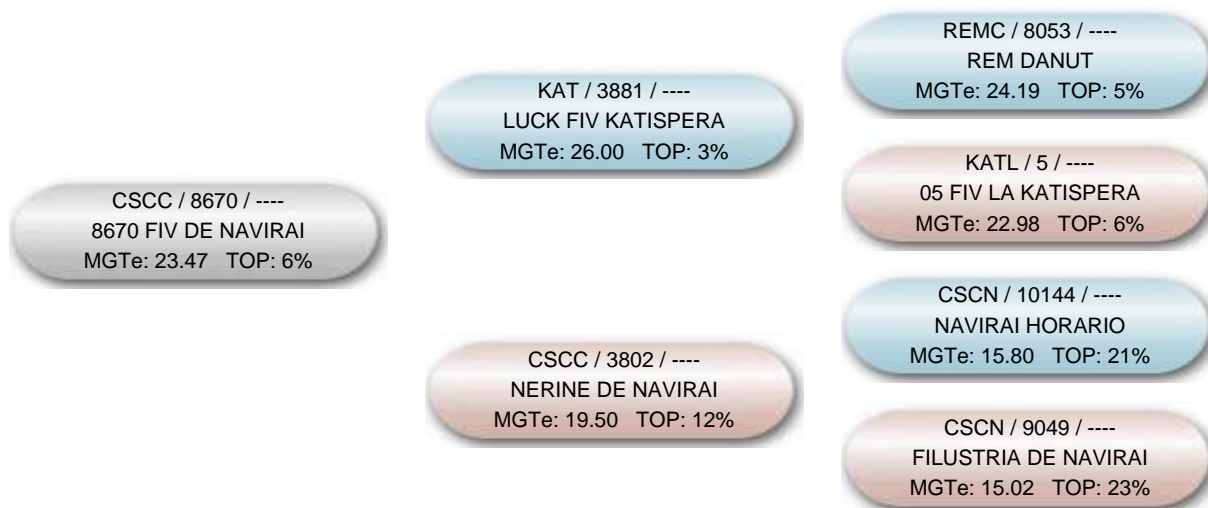 CSCC / 8670 / ----
8670 FIV DE NAVIRAI
MGTe: 23.47 TOP: 6%
KAT / 3881 / ----
LUCK FIV KATISPERA
MGTe: 26.00 TOP: 3%
CSCC / 3802 / ----
NERINE DE NAVIRAI
MGTe: 19.50 TOP: 12%
REMC / 8053 / ----
REM DANUT
MGTe: 24.19 TOP: 5%
KATL / 5 / ----
05 FIV LA KATISPERA
MGTe: 22.98 TOP: 6%
CSCN / 10144 / ----
NAVIRAI HORARIO
MGTe: 15.80 TOP: 21%
CSCN / 9049 / ----
FILUSTRIA DE NAVIRAI
MGTe: 15.02 TOP: 23%